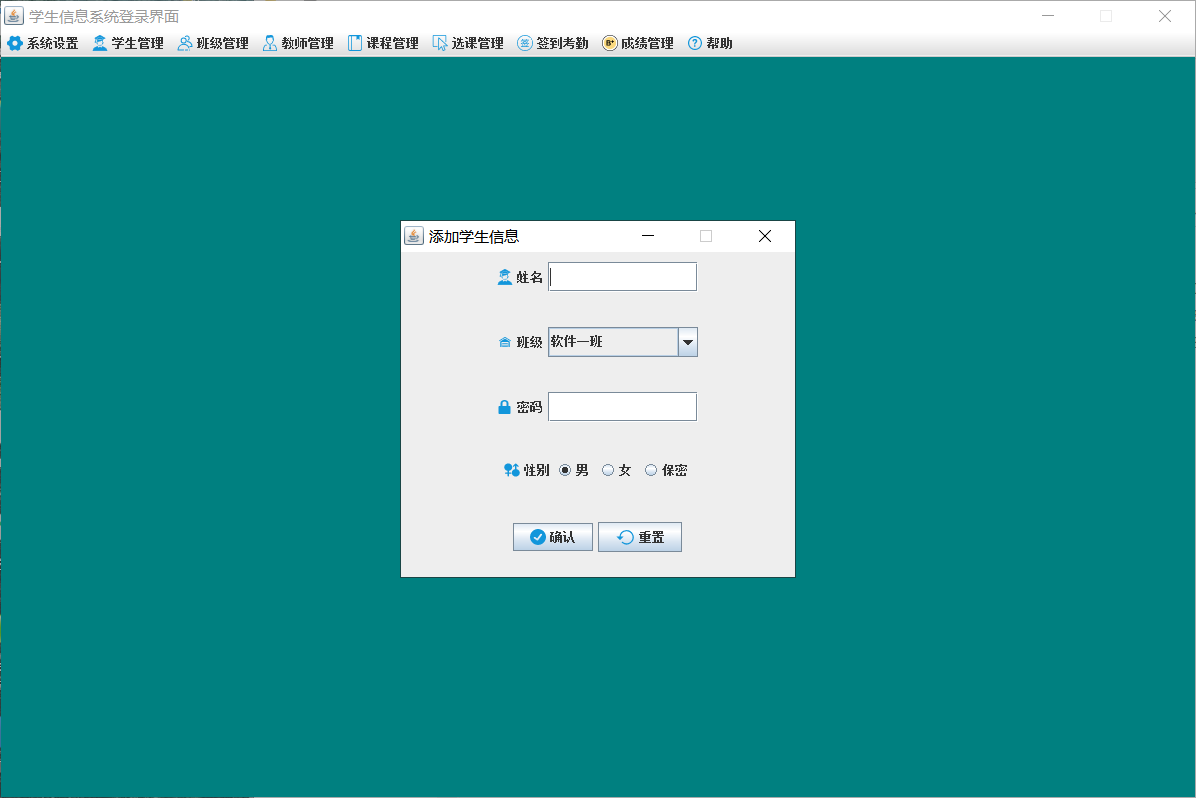 学生信息系统登录界面
系统设置 学生管理 班级管理 教师管理 课程管理 选课管理 签 签到考勤 B+ 成绩管理 ? 帮助
添加学生信息
姓名
班级 软件一班
密码
性别 男 女 保密
确认 重置